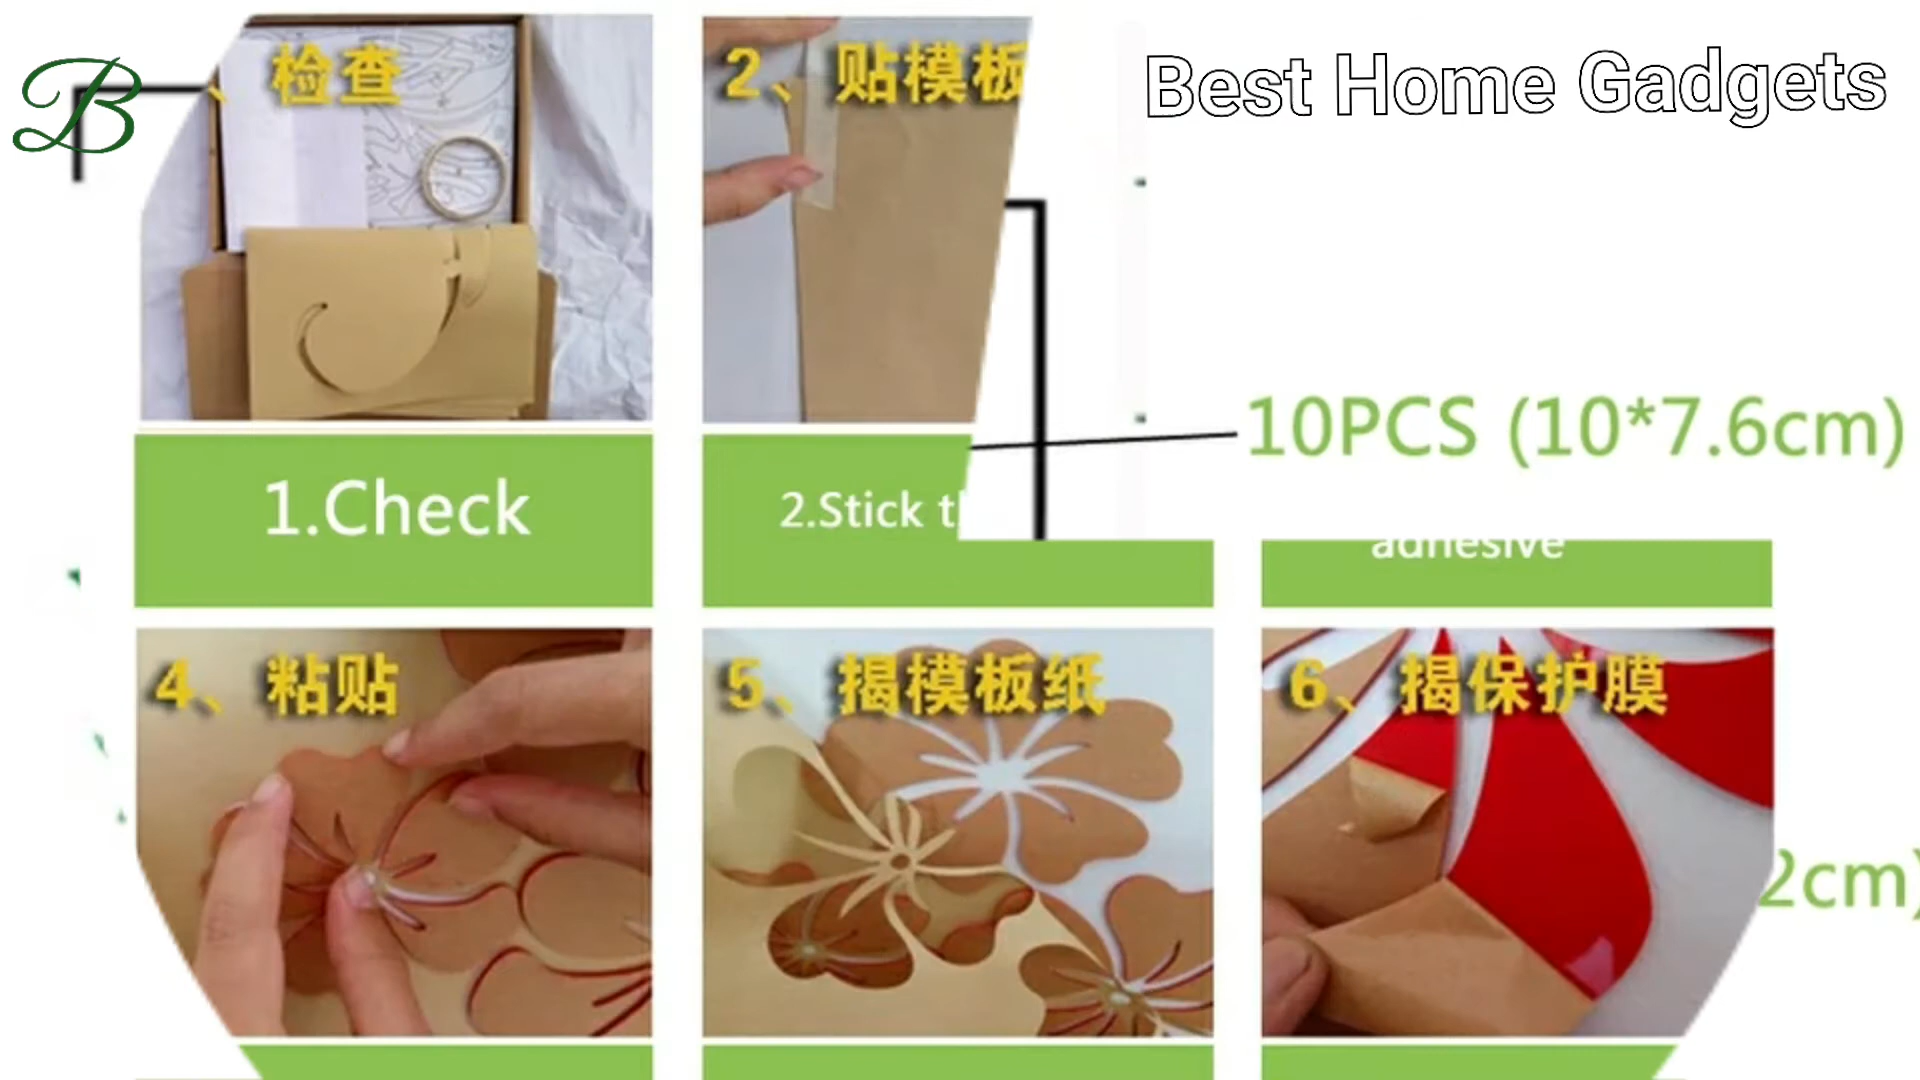 B
Best Home Gadgets
、检查
2、贴模板
10PCS (10*7.6cm)
1.Check
2.Stick
adhesive
4、粘贴
5、揭模板纸
6、揭保护膜
2cm)